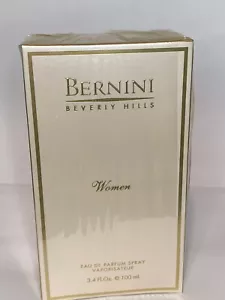 BERNINI
BEVERLY HILLS
Women
EAU DE PARFUM SPRAY
VAPORISATEUR
3.4 FL.Oz. ℮ 100 ml